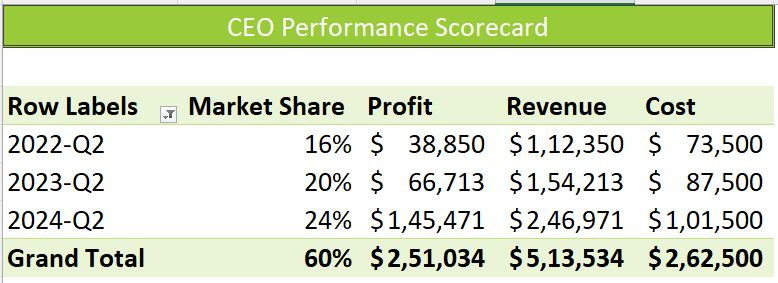 CEO Performance Scorecard
Row Labels Market Share Profit Revenue Cost
2022-Q2 16% $ 38,850 $1,12,350 $ 73,500
2023-Q2 20% $ 66,713 $1,54,213 $ 87,500
2024-Q2 24% $1,45,471 $2,46,971 $1,01,500
Grand Total 60% $2,51,034 $5,13,534 $2,62,500